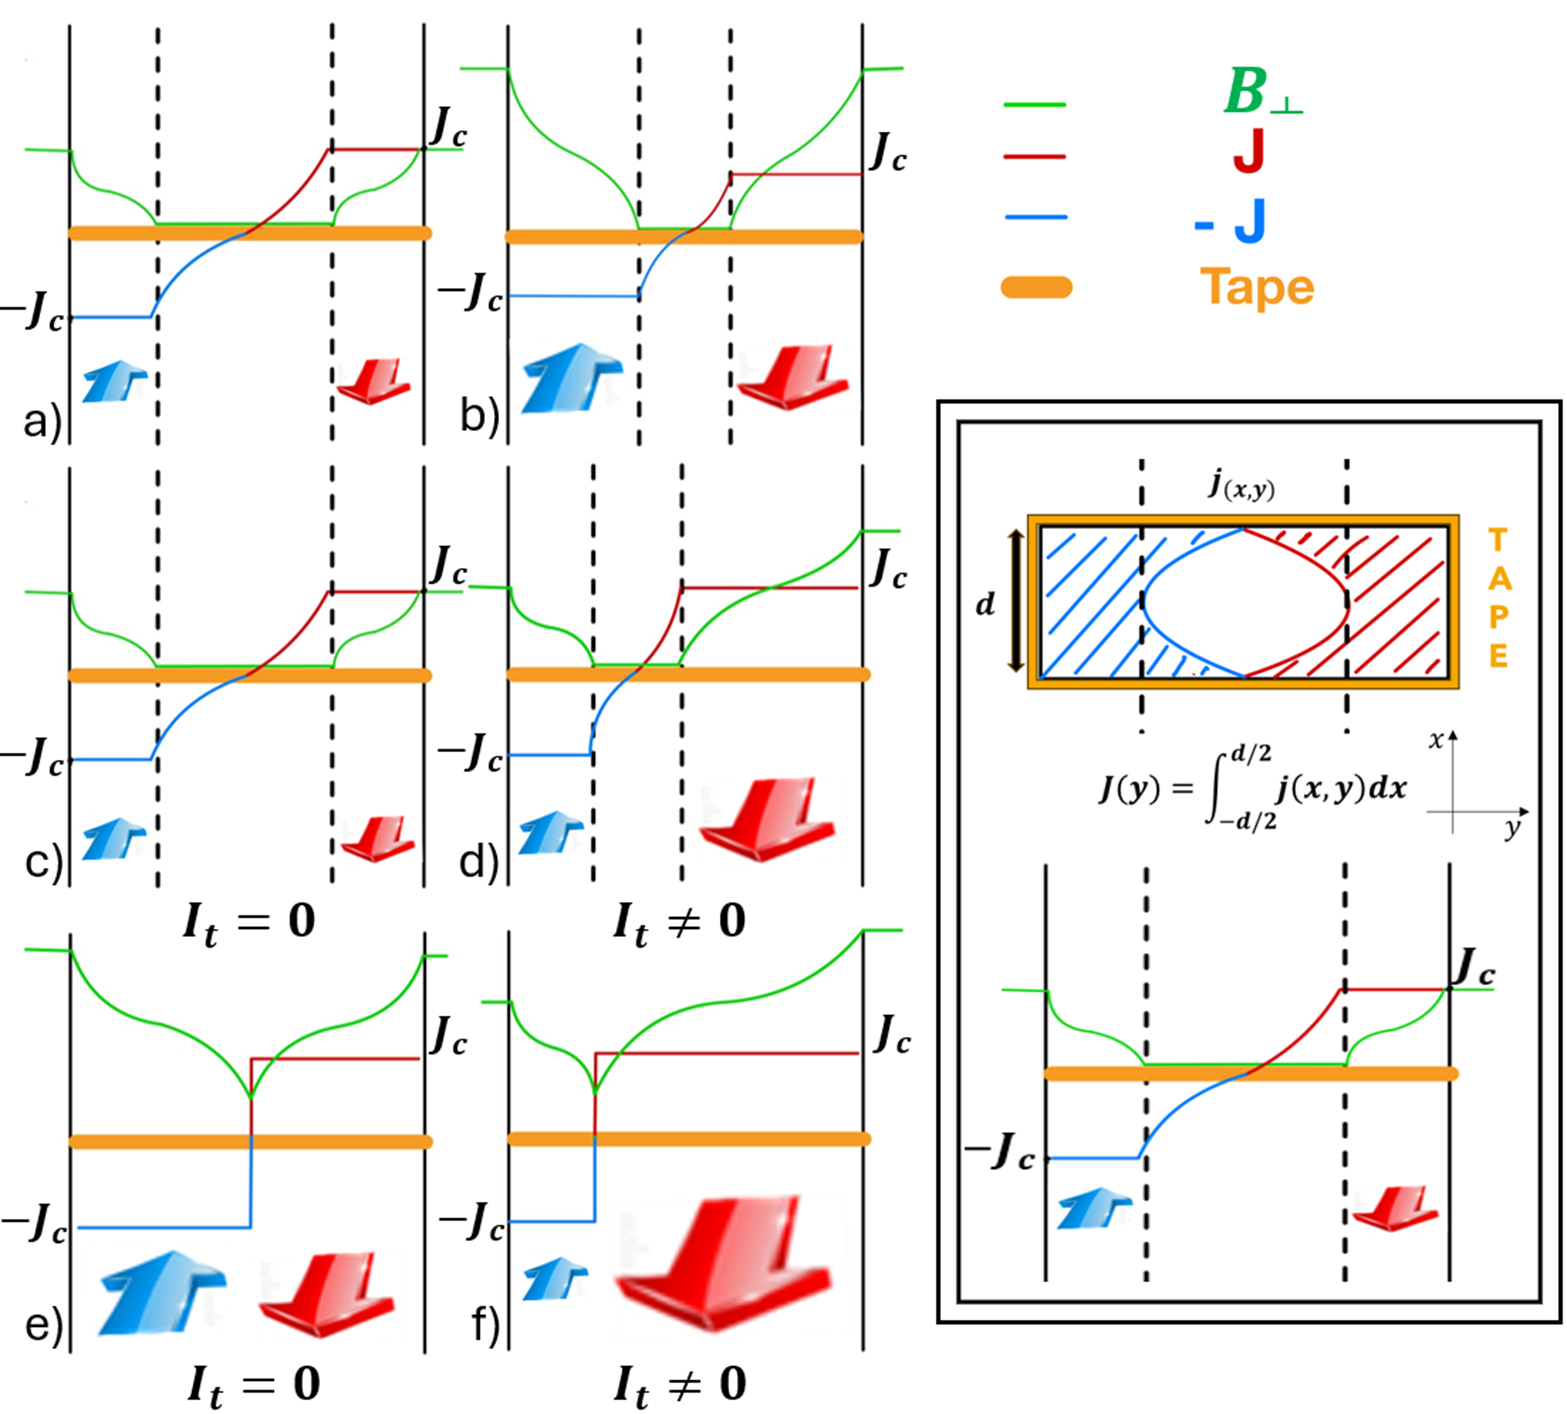 J_c
−J_c
a)
J_c
−J_c
b)
J_c
−J_c
c)
I_t = 0
J_c
−J_c
d)
I_t ≠ 0
J_c
−J_c
e)
I_t = 0
J_c
−J_c
f)
I_t ≠ 0
B_⊥
J
- J
Tape
j_(x,y)
d
T
A
P
E
J(y) = ∫_{-d/2}^{d/2} j(x,y)dx
x
y
J_c
−J_c